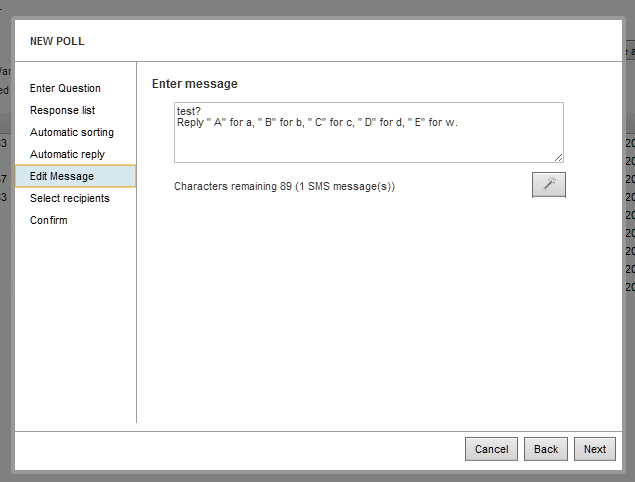 NEW POLL
Enter Question
Response list
Automatic sorting
Automatic reply
Edit Message
Select recipients
Confirm
Enter message
test?
Reply " A" for a, " B" for b, " C" for c, " D" for d, " E" for w.
Characters remaining 89 (1 SMS message(s))
Cancel
Back
Next